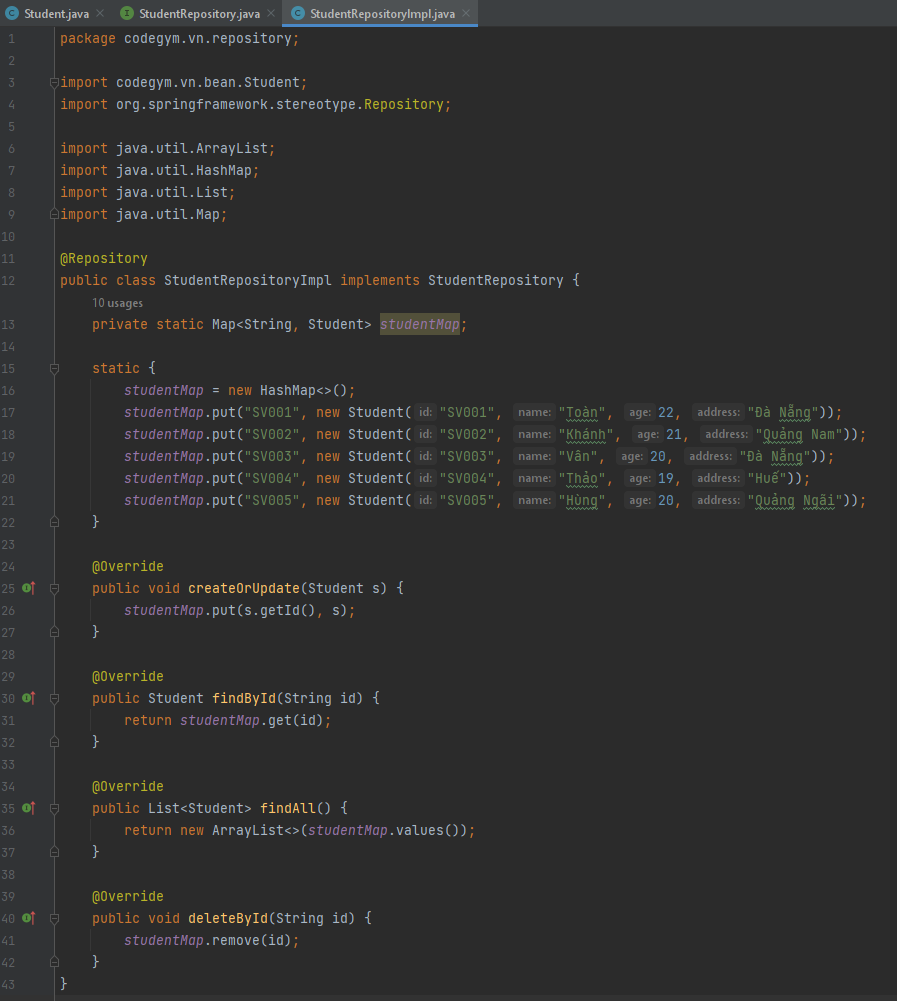 Student.java StudentRepository.java StudentRepositoryImpl.java
1 package codegym.vn.repository;
2
3 import codegym.vn.bean.Student;
4 import org.springframework.stereotype.Repository;
5
6 import java.util.ArrayList;
7 import java.util.HashMap;
8 import java.util.List;
9 import java.util.Map;
10
11 @Repository
12 public class StudentRepositoryImpl implements StudentRepository {
10 usages
13 private static Map<String, Student> studentMap;
14
15 static {
16 studentMap = new HashMap<>();
17 studentMap.put("SV001", new Student( id: "SV001", name: "Toàn", age: 22, address: "Đà Nẵng"));
18 studentMap.put("SV002", new Student( id: "SV002", name: "Khánh", age: 21, address: "Quảng Nam"));
19 studentMap.put("SV003", new Student( id: "SV003", name: "Vân", age: 20, address: "Đà Nẵng"));
20 studentMap.put("SV004", new Student( id: "SV004", name: "Thảo", age: 19, address: "Huế"));
21 studentMap.put("SV005", new Student( id: "SV005", name: "Hùng", age: 20, address: "Quảng Ngãi"));
22 }
23
24 @Override
25 public void createOrUpdate(Student s) {
26 studentMap.put(s.getId(), s);
27 }
28
29 @Override
30 public Student findById(String id) {
31 return studentMap.get(id);
32 }
33
34 @Override
35 public List<Student> findAll() {
36 return new ArrayList<>(studentMap.values());
37 }
38
39 @Override
40 public void deleteById(String id) {
41 studentMap.remove(id);
42 }
43 }